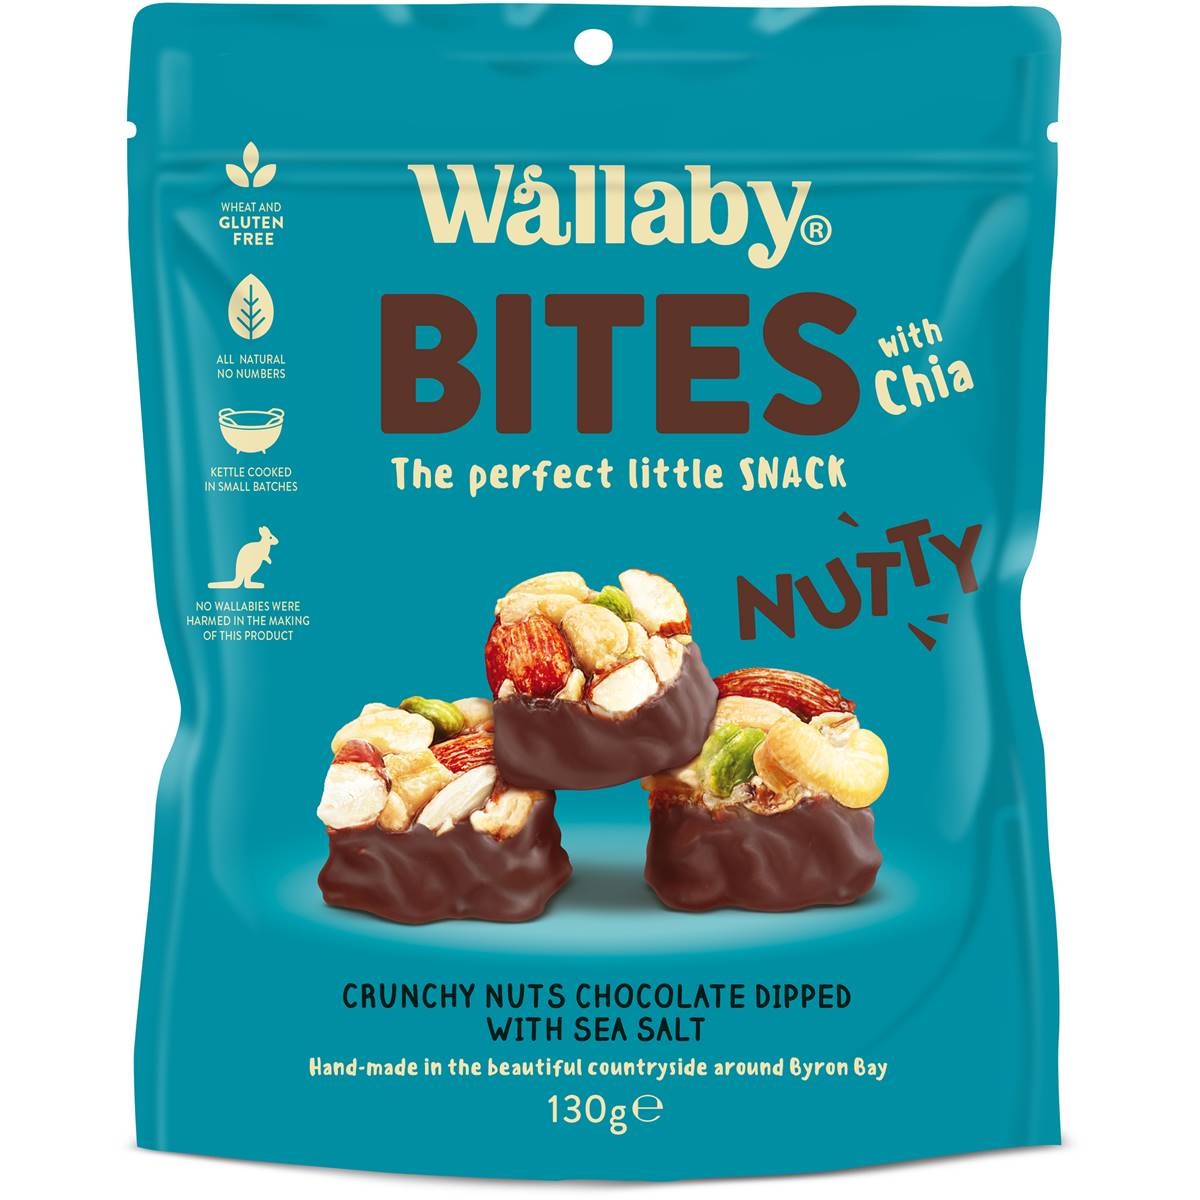 Wallaby®
BITES
with
Chia
The perfect little SNACK
NUTTY
WHEAT AND
GLUTEN
FREE
ALL NATURAL
NO NUMBERS
KETTLE COOKED
IN SMALL BATCHES
NO WALLABIES WERE
HARMED IN THE MAKING
OF THIS PRODUCT
CRUNCHY NUTS CHOCOLATE DIPPED
WITH SEA SALT
Hand-made in the beautiful countryside around Byron Bay
130g℮